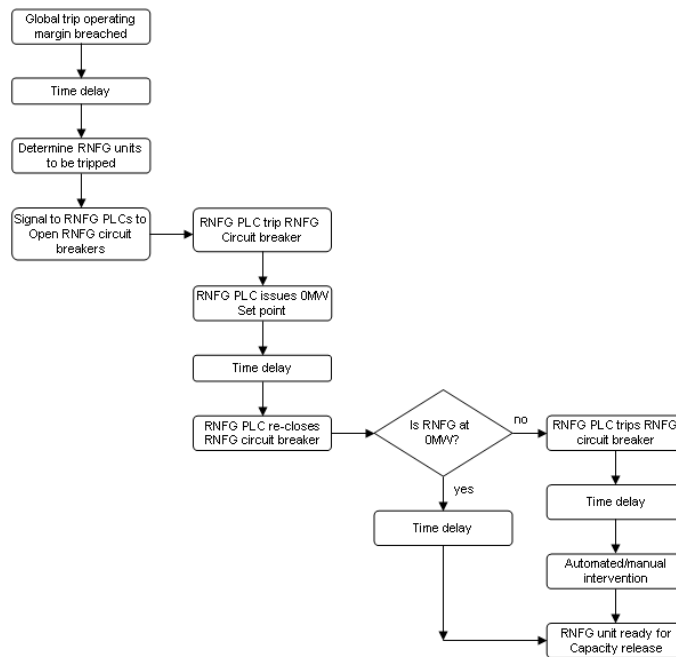 Global trip operating
margin breached
Time delay
Determine RNFG units
to be tripped
Signal to RNFG PLCs to
Open RNFG circuit
breakers
RNFG PLC trip RNFG
Circuit breaker
RNFG PLC issues 0MW
Set point
Time delay
RNFG PLC re-closes
RNFG circuit breaker
Is RNFG at
0MW?
no
RNFG PLC trips RNFG
circuit breaker
yes
Time delay
Time delay
Automated/manual
intervention
RNFG unit ready for
Capacity release